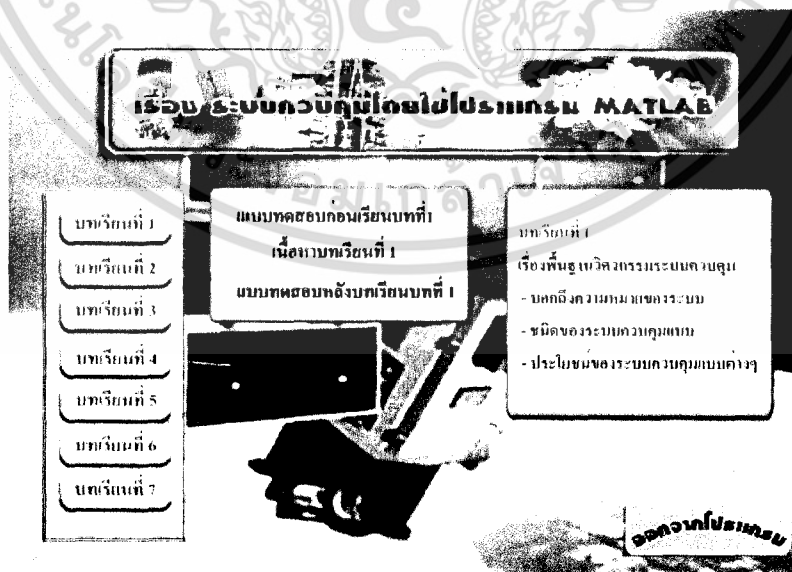 เรื่อง ระบบควบคุมโดยใช้โปรแกรม MATLAB
บทเรียนที่ 1
บทเรียนที่ 2
บทเรียนที่ 3
บทเรียนที่ 4
บทเรียนที่ 5
บทเรียนที่ 6
บทเรียนที่ 7
แบบทดสอบก่อนเรียนบทที่1
เนื้อหาบทเรียนที่ 1
แบบทดสอบหลังบทเรียนบทที่ 1
บทเรียนที่ 1
เรื่องพื้นฐานวิศวกรรมระบบควบคุม
- บอกถึงความหมายของระบบ
- ชนิดของระบบควบคุมแบบ
- ประโยชน์ของระบบควบคุมแบบต่างๆ
ออกจากโปรแกรม